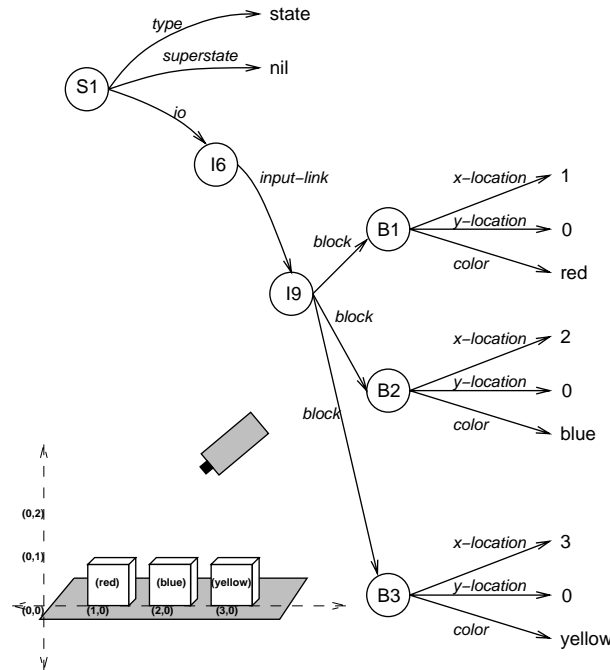 type
state
superstate
nil
S1
io
I6
input-link
x-location
1
B1
y-location
0
block
color
red
I9
block
x-location
2
B2
y-location
0
block
color
blue
(0,2)
(0,1)
x-location
3
(red) (blue) (yellow)
B3
y-location
0
(0,0) (1,0) (2,0) (3,0)
color
yellow